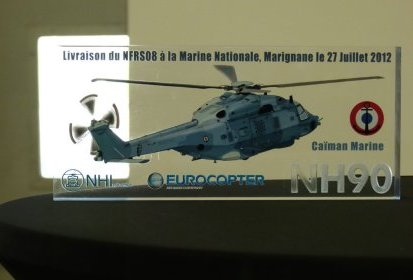 Livraison du NFRS08 à la Marine Nationale, Marignane le 27 Juillet 2012
Caïman Marine
NHI
EUROCOPTER
NH90